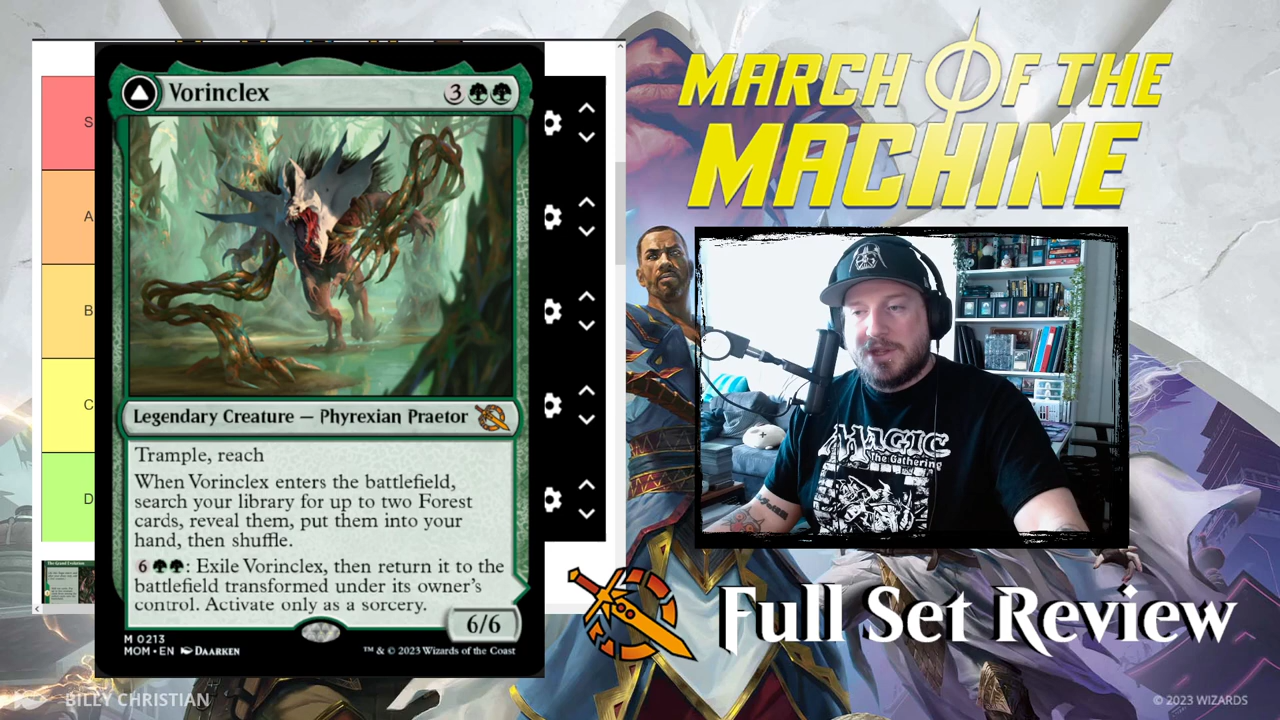 S
A
B
C
D
Vorinclex
3
Legendary Creature — Phyrexian Praetor
Trample, reach
When Vorinclex enters the battlefield,
search your library for up to two Forest
cards, reveal them, put them into your
hand, then shuffle.
6 : Exile Vorinclex, then return it to the
battlefield transformed under its owner's
control. Activate only as a sorcery.
6/6
M 0213
MOM • EN DAARKEN
™ & © 2023 Wizards of the Coast
The Grand Evolution
MARCH OF THE
MACHINE
MAGIC
The Gathering
Full Set Review
BILLY CHRISTIAN
© 2023 WIZARDS